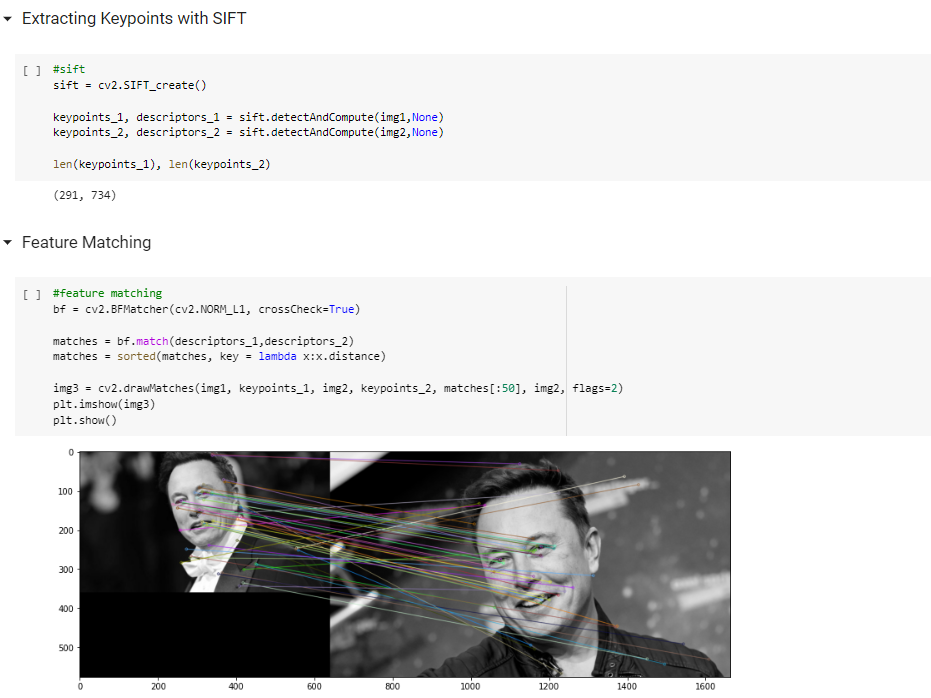 Extracting Keypoints with SIFT
[ ] #sift
sift = cv2.SIFT_create()
keypoints_1, descriptors_1 = sift.detectAndCompute(img1,None)
keypoints_2, descriptors_2 = sift.detectAndCompute(img2,None)
len(keypoints_1), len(keypoints_2)
(291, 734)
Feature Matching
[ ] #feature matching
bf = cv2.BFMatcher(cv2.NORM_L1, crossCheck=True)
matches = bf.match(descriptors_1,descriptors_2)
matches = sorted(matches, key = lambda x:x.distance)
img3 = cv2.drawMatches(img1, keypoints_1, img2, keypoints_2, matches[:50], img2, flags=2)
plt.imshow(img3)
plt.show()
0
100
200
300
400
500
0 200 400 600 800 1000 1200 1400 1600